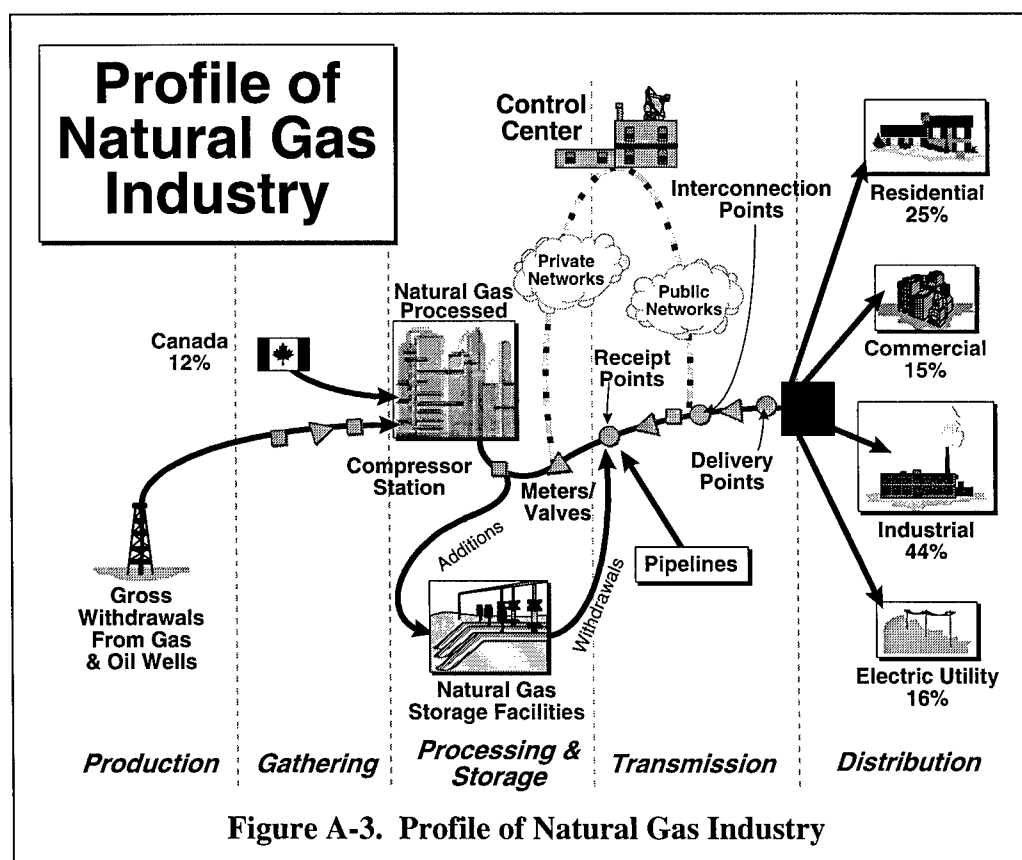 Profile of
Natural Gas
Industry
Control
Center
Interconnection
Points
Private
Networks
Public
Networks
Natural Gas
Processed
Canada
12%
Receipt
Points
Compressor
Station
Meters/
Valves
Delivery
Points
Additions
Withdrawals
Pipelines
Gross
Withdrawals
From Gas
& Oil Wells
Natural Gas
Storage Facilities
Residential
25%
Commercial
15%
Industrial
44%
Electric Utility
16%
Production
Gathering
Processing &
Storage
Transmission
Distribution
Figure A-3. Profile of Natural Gas Industry